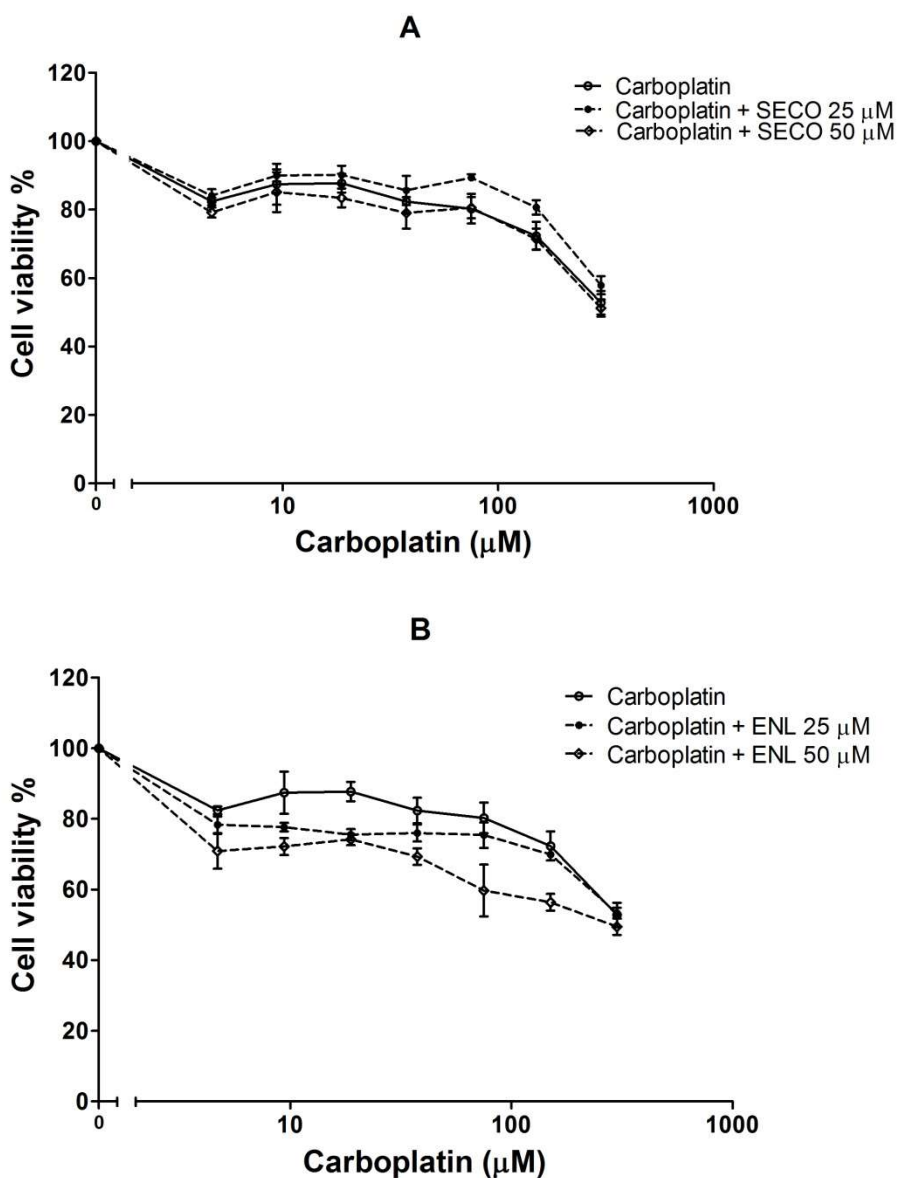 A
Carboplatin
Carboplatin + SECO 25 μM
Carboplatin + SECO 50 μM
120
100
80
60
40
20
0
0 10 100 1000
Cell viability %
Carboplatin (μM)
B
Carboplatin
Carboplatin + ENL 25 μM
Carboplatin + ENL 50 μM
120
100
80
60
40
20
0
0 10 100 1000
Cell viability %
Carboplatin (μM)